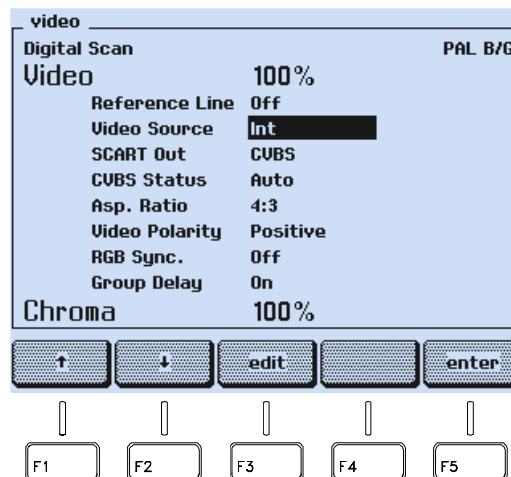 video
Digital Scan PAL B/G
Video 100%
Reference Line Off
Video Source Int
SCART Out CVBS
CVBS Status Auto
Asp. Ratio 4:3
Video Polarity Positive
RGB Sync. Off
Group Delay On
Chroma 100%
↑ ↓ edit enter
F1 F2 F3 F4 F5